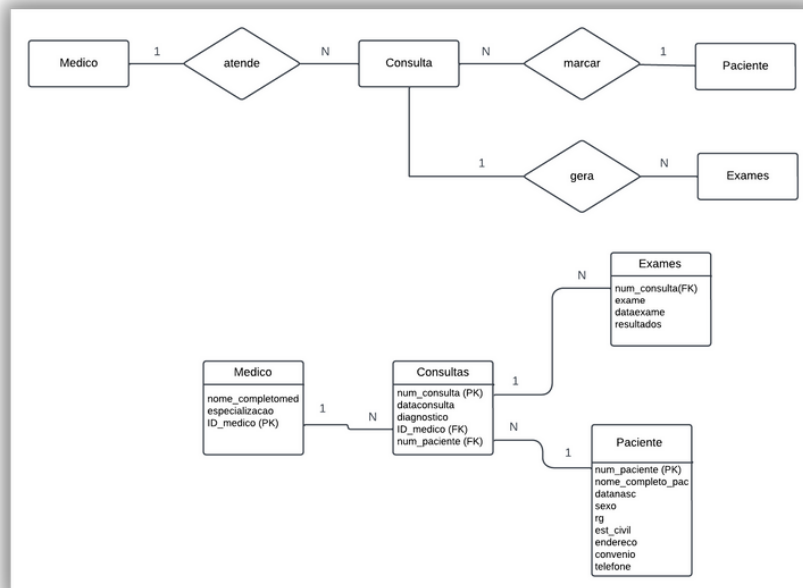 Medico
1
atende
N
Consulta
N
marcar
1
Paciente
1
gera
N
Exames
Exames
num_consulta(FK)
exame
dataexame
resultados
N
1
Medico
nome_completomed
especializacao
ID_medico (PK)
1
N
Consultas
num_consulta (PK)
dataconsulta
diagnostico
ID_medico (FK)
num_paciente (FK)
N
1
Paciente
num_paciente (PK)
nome_completo_pac
datanasc
sexo
rg
est_civil
endereco
convenio
telefone